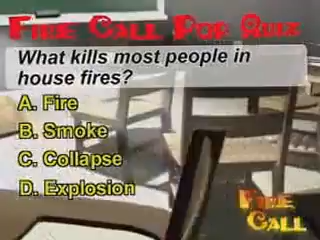 Fire Call Pop Quiz
What kills most people in
house fires?
A. Fire
B. Smoke
C. Collapse
D. Explosion
Fire
Call